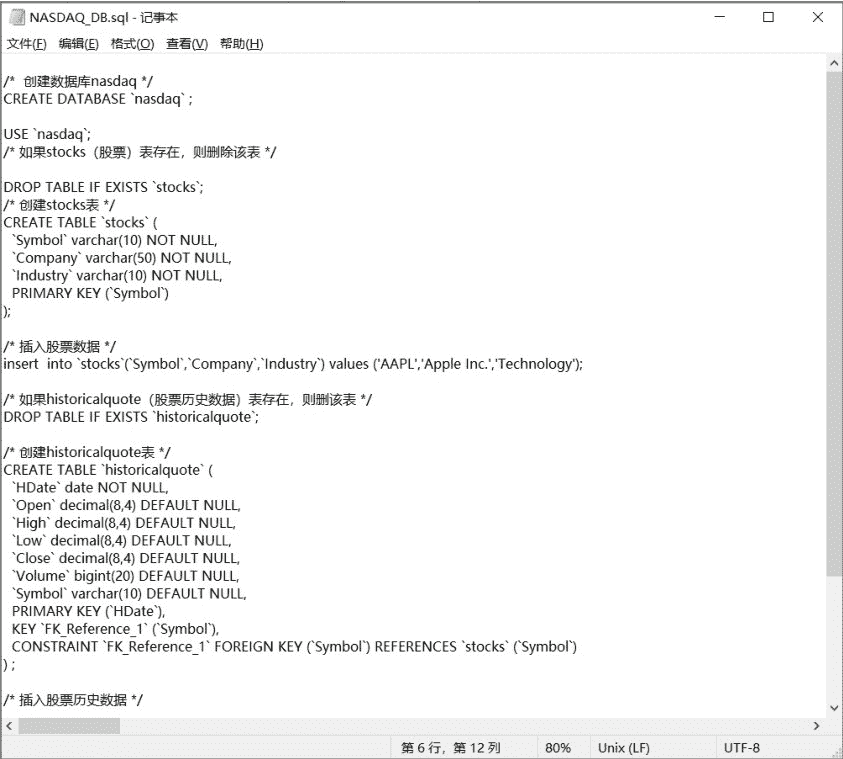 NASDAQ_DB.sql - 记事本
文件(F) 编辑(E) 格式(O) 查看(V) 帮助(H)
/*  创建数据库nasdaq */
CREATE DATABASE `nasdaq` ;
USE `nasdaq`;
/* 如果stocks（股票）表存在，则删除该表 */
DROP TABLE IF EXISTS `stocks`;
/* 创建stocks表 */
CREATE TABLE `stocks` (
  `Symbol` varchar(10) NOT NULL,
  `Company` varchar(50) NOT NULL,
  `Industry` varchar(10) NOT NULL,
  PRIMARY KEY (`Symbol`)
);
/* 插入股票数据 */
insert  into `stocks`(`Symbol`,`Company`,`Industry`) values ('AAPL','Apple Inc.','Technology');
/* 如果historicalquote（股票历史数据）表存在，则删该表 */
DROP TABLE IF EXISTS `historicalquote`;
/* 创建historicalquote表 */
CREATE TABLE `historicalquote` (
  `HDate` date NOT NULL,
  `Open` decimal(8,4) DEFAULT NULL,
  `High` decimal(8,4) DEFAULT NULL,
  `Low` decimal(8,4) DEFAULT NULL,
  `Close` decimal(8,4) DEFAULT NULL,
  `Volume` bigint(20) DEFAULT NULL,
  `Symbol` varchar(10) DEFAULT NULL,
  PRIMARY KEY (`HDate`),
  KEY `FK_Reference_1` (`Symbol`),
  CONSTRAINT `FK_Reference_1` FOREIGN KEY (`Symbol`) REFERENCES `stocks` (`Symbol`)
) ;
/* 插入股票历史数据 */
第 6 行，第 12 列 80% Unix (LF) UTF-8